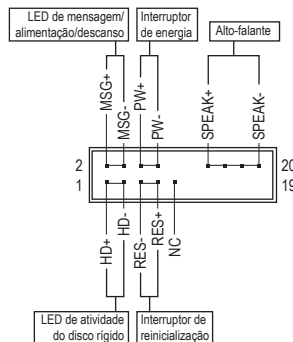 LED de mensagem/
alimentação/descanso
Interruptor
de energia
Alto-falante
MSG+
MSG-
PW+
PW-
SPEAK+
SPEAK-
2
20
1
19
HD+
HD-
RES-
RES+
NC
LED de atividade
do disco rígido
Interruptor de
reinicialização